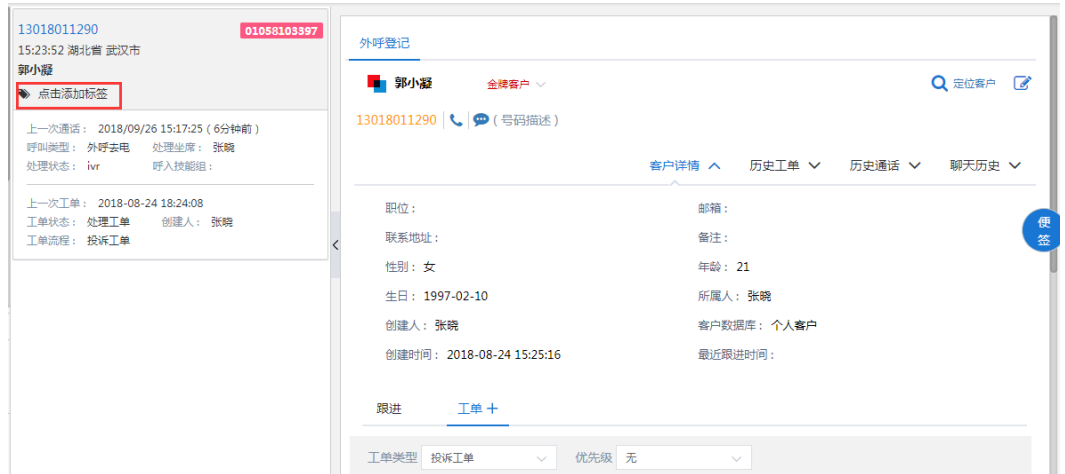 13018011290 01058103397
15:23:52 湖北省 武汉市
郭小凝
点击添加标签
上一次通话： 2018/09/26 15:17:25 ( 6分钟前 )
呼叫类型： 外呼去电 处理坐席： 张晓
处理状态： ivr 呼入技能组：
上一次工单： 2018-08-24 18:24:08
工单状态： 处理工单 创建人： 张晓
工单流程： 投诉工单
外呼登记
郭小凝 金牌客户 定位客户
13018011290 ( 号码描述 )
客户详情 历史工单 历史通话 聊天历史
职位： 邮箱：
联系地址： 备注：
性别： 女 年龄： 21
生日： 1997-02-10 所属人： 张晓
创建人： 张晓 客户数据库： 个人客户
创建时间： 2018-08-24 15:25:16 最近跟进时间：
便
签
跟进 工单
工单类型 投诉工单 优先级 无